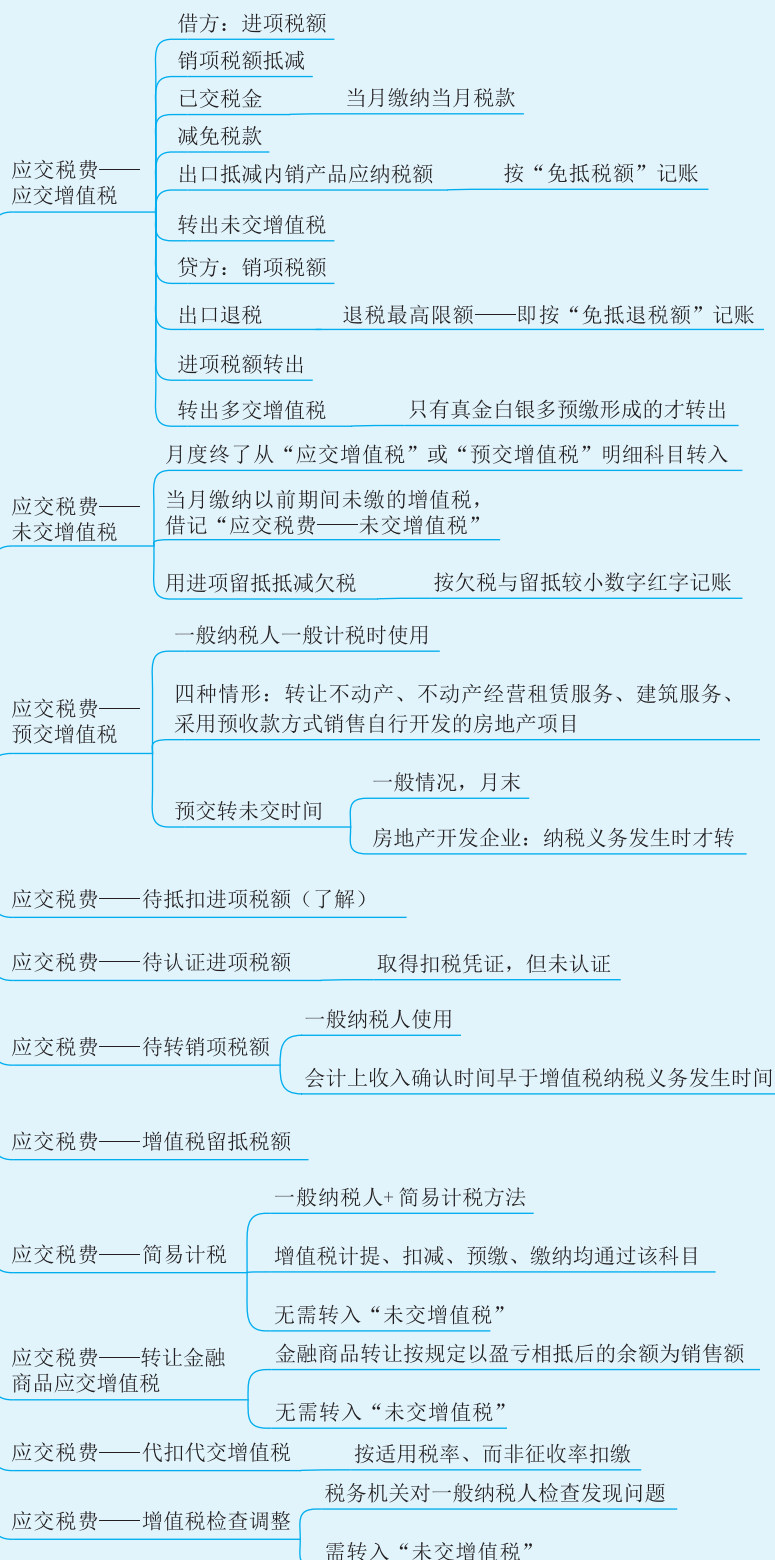 应交税费——
应交增值税
借方：进项税额
销项税额抵减
已交税金
当月缴纳当月税款
减免税款
出口抵减内销产品应纳税额
按“免抵税额”记账
转出未交增值税
贷方：销项税额
出口退税
退税最高限额——即按“免抵退税额”记账
进项税额转出
转出多交增值税
只有真金白银多预缴形成的才转出
应交税费——
未交增值税
月度终了从“应交增值税”或“预交增值税”明细科目转入
当月缴纳以前期间未缴的增值税，
借记“应交税费——未交增值税”
用进项留抵抵减欠税
按欠税与留抵较小数字红字记账
应交税费——
预交增值税
一般纳税人一般计税时使用
四种情形：转让不动产、不动产经营租赁服务、建筑服务、
采用预收款方式销售自行开发的房地产项目
预交转未交时间
一般情况，月末
房地产开发企业：纳税义务发生时才转
应交税费——待抵扣进项税额（了解）
应交税费——待认证进项税额
取得扣税凭证，但未认证
应交税费——待转销项税额
一般纳税人使用
会计上收入确认时间早于增值税纳税义务发生时间
应交税费——增值税留抵税额
应交税费——简易计税
一般纳税人+简易计税方法
增值税计提、扣减、预缴、缴纳均通过该科目
无需转入“未交增值税”
应交税费——转让金融
商品应交增值税
金融商品转让按规定以盈亏相抵后的余额为销售额
无需转入“未交增值税”
应交税费——代扣代交增值税
按适用税率、而非征收率扣缴
应交税费——增值税检查调整
税务机关对一般纳税人检查发现问题
需转入“未交增值税”